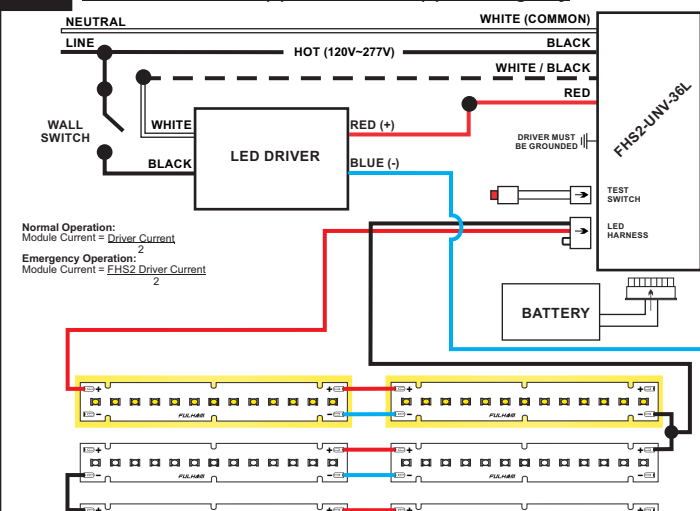 NEUTRAL
WHITE (COMMON)
LINE
HOT (120V~277V)
BLACK
WHITE / BLACK
RED
FHS2-UNV-36L
WALL
SWITCH
WHITE
LED DRIVER
RED (+)
BLACK
BLUE (-)
DRIVER MUST
BE GROUNDED
TEST
SWITCH
LED
HARNESS
Normal Operation:
Module Current = Driver Current
2
Emergency Operation:
Module Current = FHS2 Driver Current
2
BATTERY
+
+
+
+
-
-
-
-
FULHAM
FULHAM
+
+
+
+
-
-
-
-
FULHAM
FULHAM
+
+
+
+